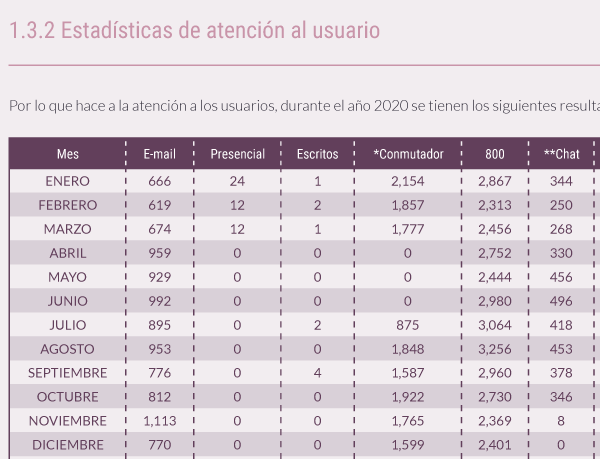 1.3.2 Estadísticas de atención al usuario
Por lo que hace a la atención a los usuarios, durante el año 2020 se tienen los siguientes
Mes E-mail Presencial Escritos *Conmutador 800 **Chat
ENERO 666 24 1 2,154 2,867 344
FEBRERO 619 12 2 1,857 2,313 250
MARZO 674 12 1 1,777 2,456 268
ABRIL 959 0 0 0 2,752 330
MAYO 929 0 0 0 2,444 456
JUNIO 992 0 0 0 2,980 496
JULIO 895 0 2 875 3,064 418
AGOSTO 953 0 0 1,848 3,256 453
SEPTIEMBRE 776 0 4 1,587 2,960 378
OCTUBRE 812 0 0 1,922 2,730 346
NOVIEMBRE 1,113 0 0 1,765 2,369 8
DICIEMBRE 770 0 0 1,599 2,401 0